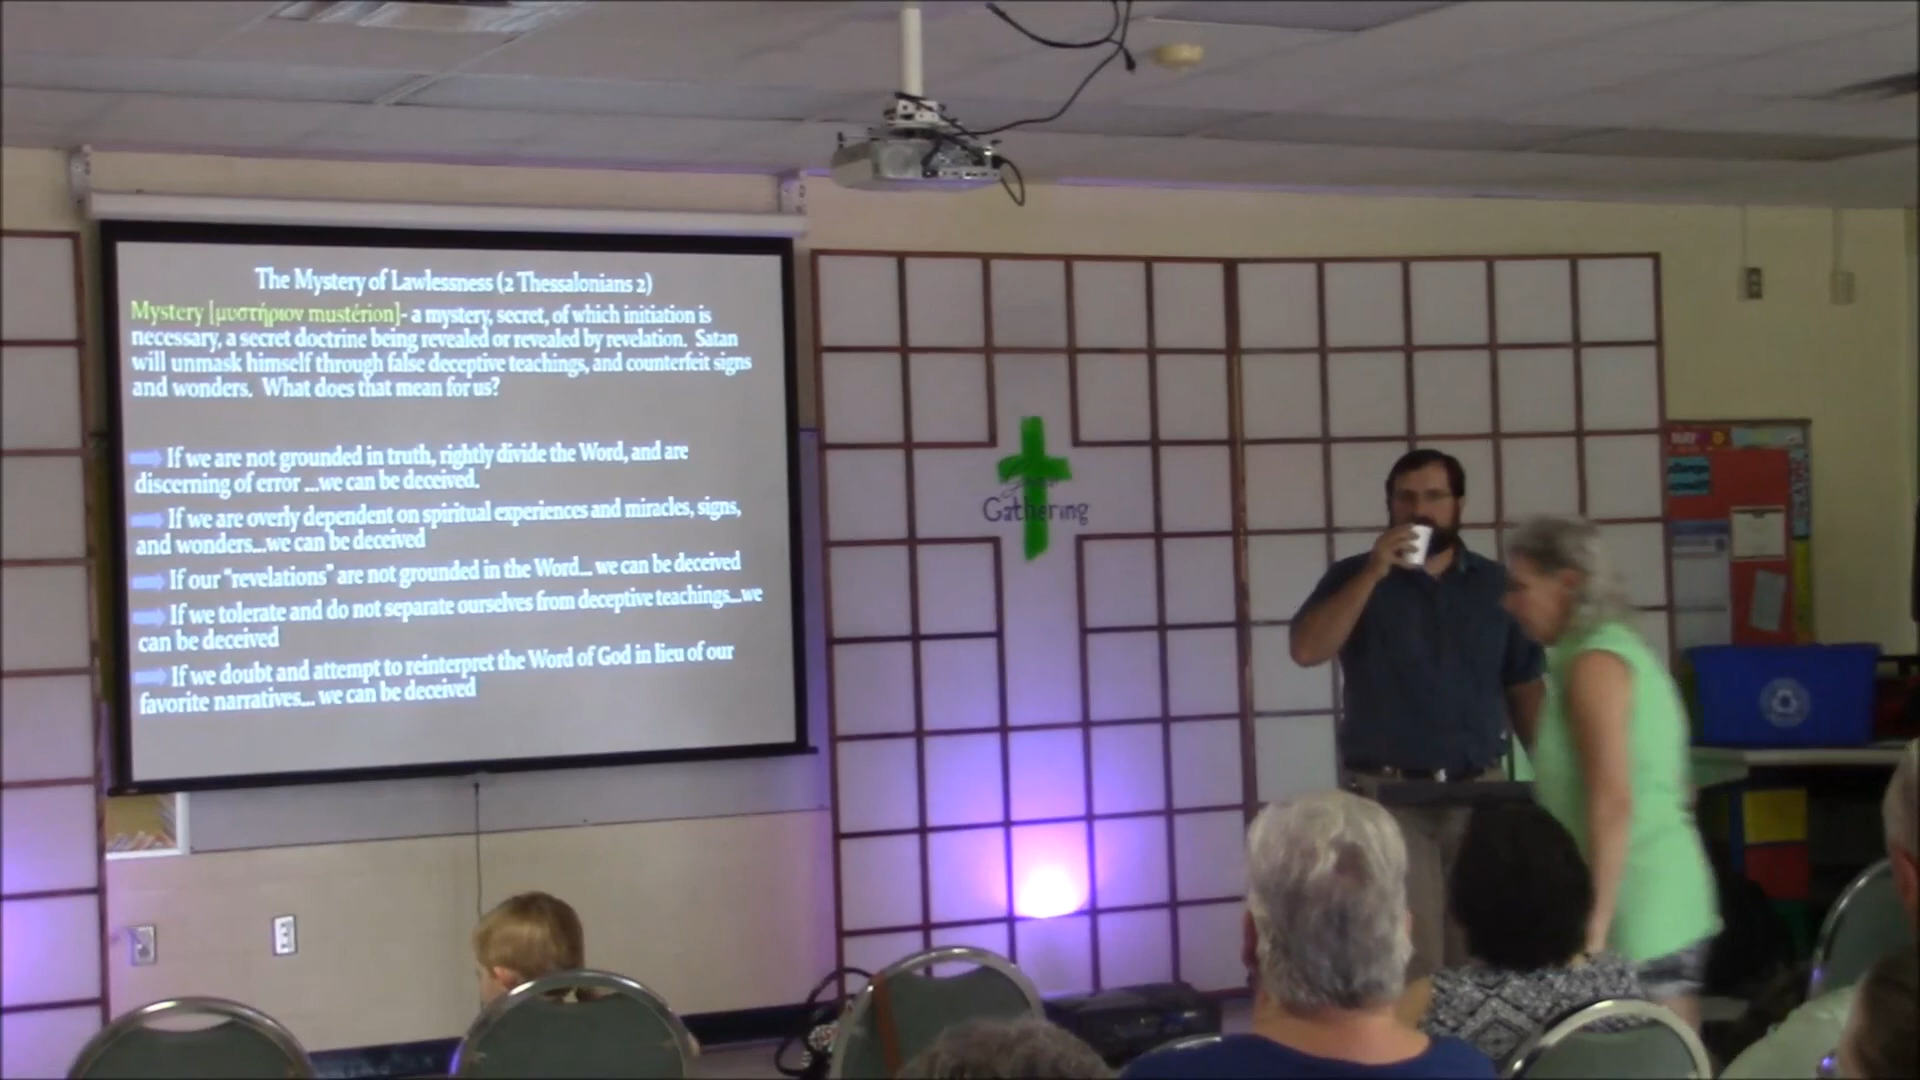 The Mystery of Lawlessness (2 Thessalonians 2)
Mystery [μυστήριον mustérion]- a mystery, secret, of which initiation is
necessary, a secret doctrine being revealed or revealed by revelation. Satan
will unmask himself through false deceptive teachings, and counterfeit signs
and wonders. What does that mean for us?
If we are not grounded in truth, rightly divide the Word, and are
discerning of error ...we can be deceived.
If we are overly dependent on spiritual experiences and miracles, signs,
and wonders...we can be deceived
If our "revelations" are not grounded in the Word... we can be deceived
If we tolerate and do not separate ourselves from deceptive teachings...we
can be deceived
If we doubt and attempt to reinterpret the Word of God in lieu of our
favorite narratives... we can be deceived
Gathering
MAY